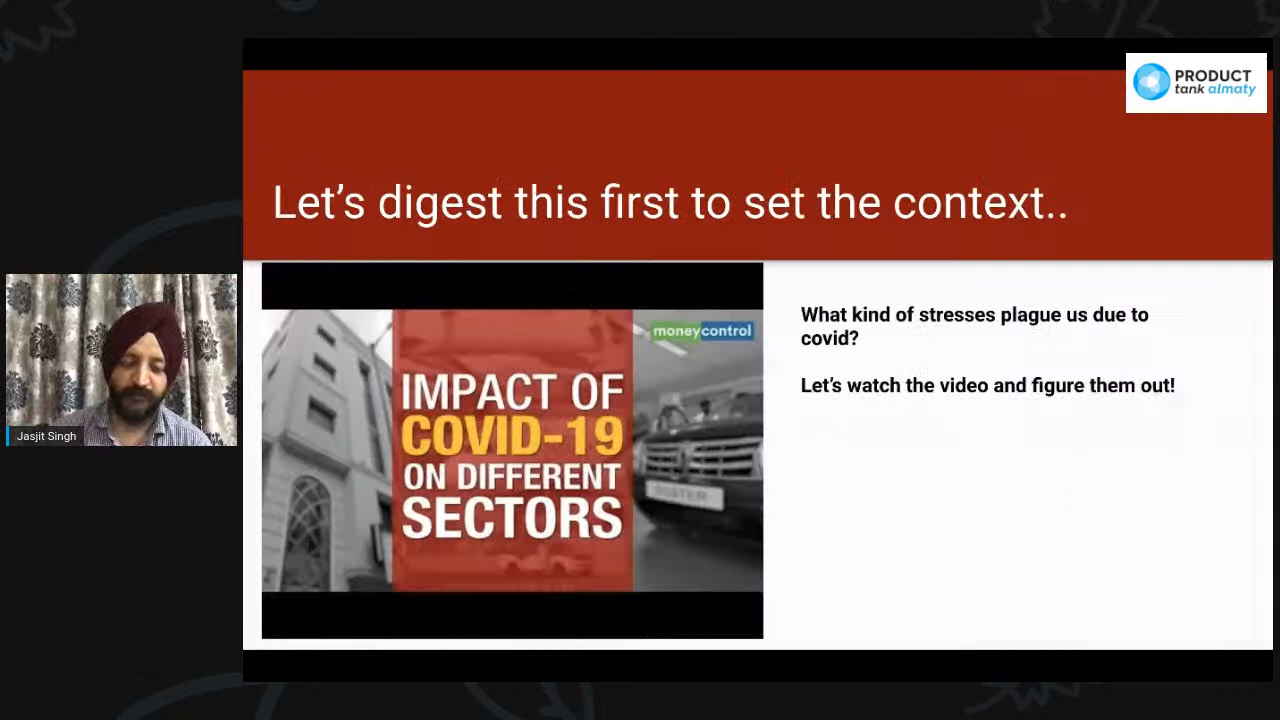 PRODUCT
tank almaty
Let’s digest this first to set the context..
moneycontrol
IMPACT OF
COVID-19
ON DIFFERENT
SECTORS
DUSTER
What kind of stresses plague us due to
covid?
Let’s watch the video and figure them out!
Jasjit Singh